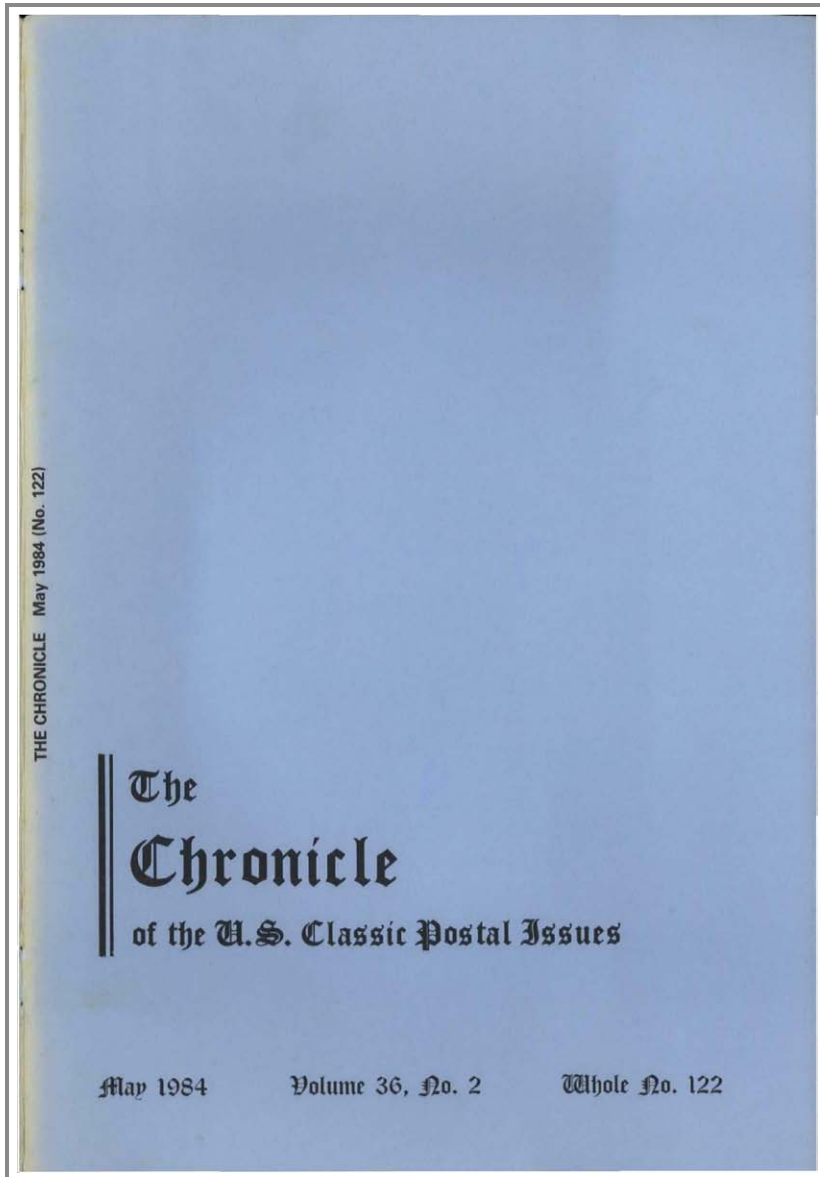 THE CHRONICLE May 1984 (No. 122)
The
Chronicle
of the U.S. Classic Postal Issues
May 1984 Volume 36, No. 2 Whole No. 122